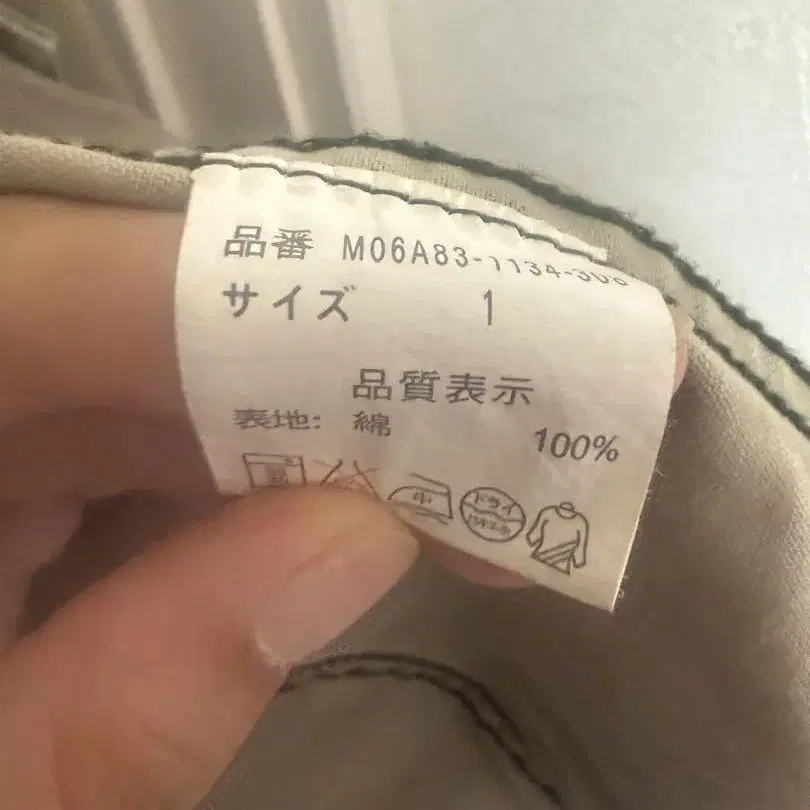 品番 M06A83-1134-308
サイズ 1
品質表示
表地: 綿 100%
中
ドライ